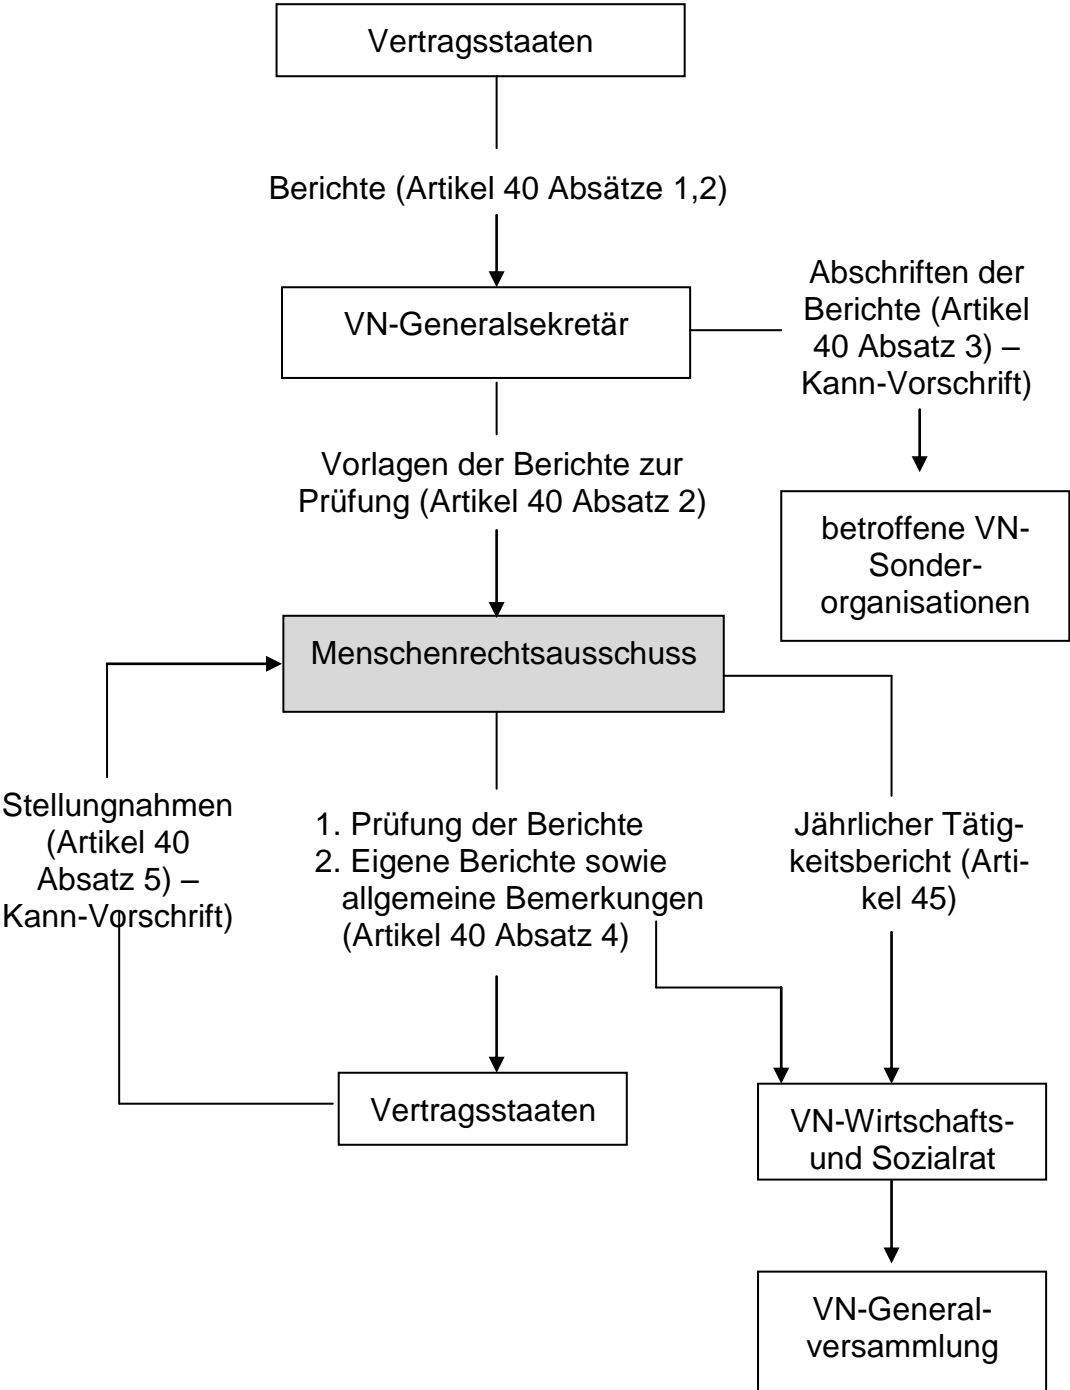 Vertragsstaaten
Berichte (Artikel 40 Absätze 1,2)
VN-Generalsekretär
Abschriften der
Berichte (Artikel
40 Absatz 3) –
Kann-Vorschrift)
Vorlagen der Berichte zur
Prüfung (Artikel 40 Absatz 2)
betroffene VN-
Sonder-
organisationen
Menschenrechtsausschuss
Stellungnahmen
(Artikel 40
Absatz 5) –
Kann-Vorschrift)
1. Prüfung der Berichte
2. Eigene Berichte sowie
allgemeine Bemerkungen
(Artikel 40 Absatz 4)
Jährlicher Tätig-
keitsbericht (Arti-
kel 45)
Vertragsstaaten
VN-Wirtschafts-
und Sozialrat
VN-General-
versammlung